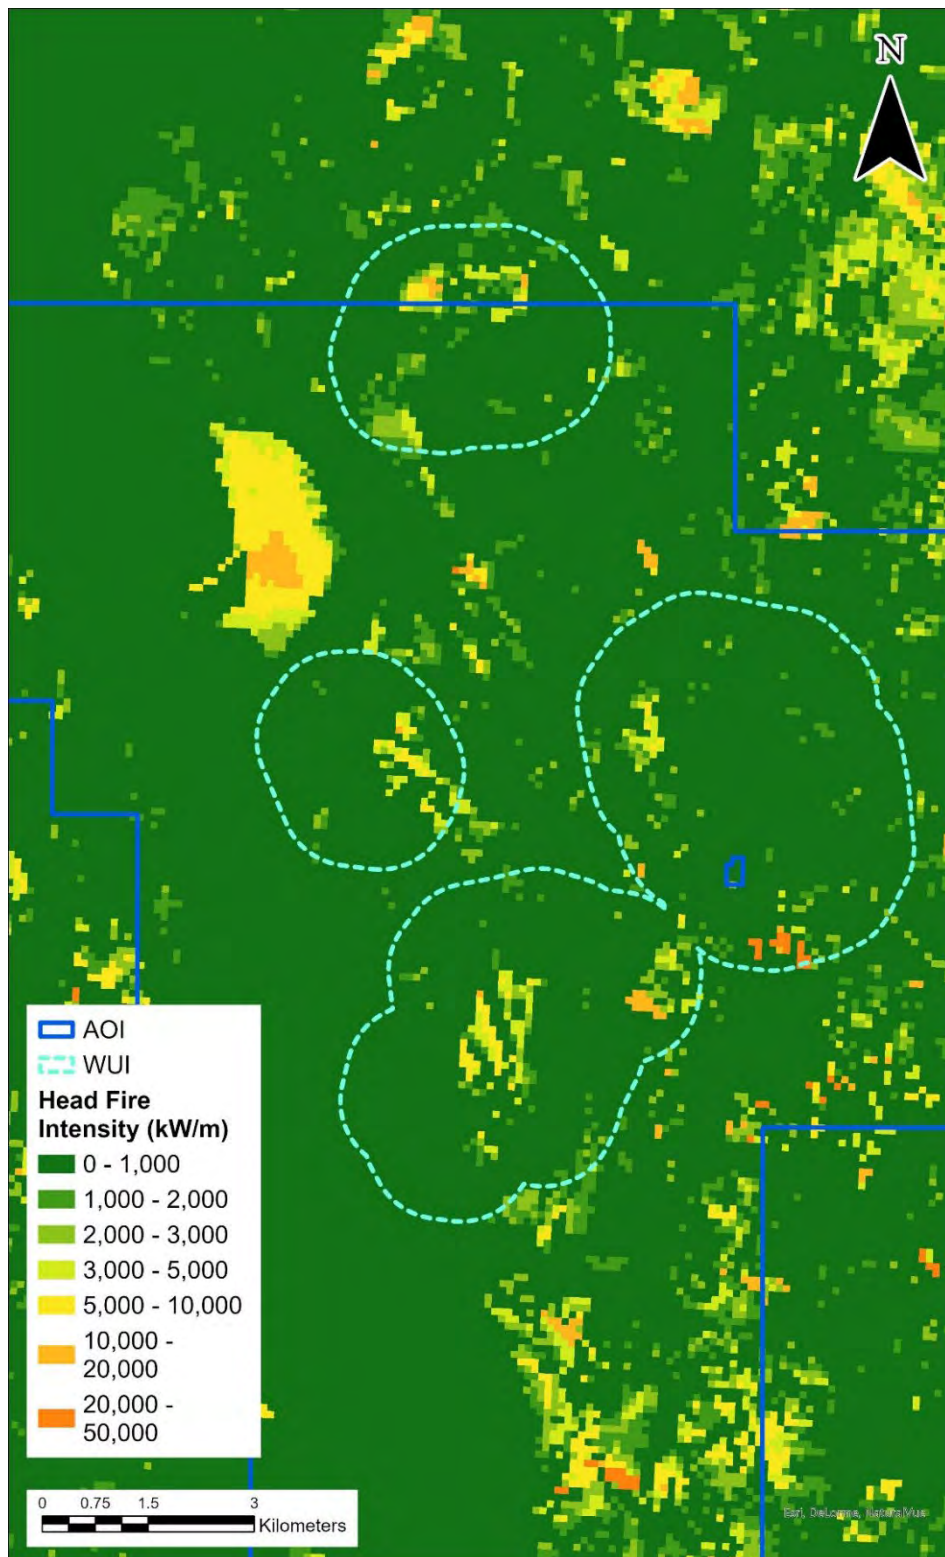 N
AOI
WUI
Head Fire
Intensity (kW/m)
0 - 1,000
1,000 - 2,000
2,000 - 3,000
3,000 - 5,000
5,000 - 10,000
10,000 -
20,000
20,000 -
50,000
0 0.75 1.5 3
Kilometers
Esri, DeLorme, NaturalVue